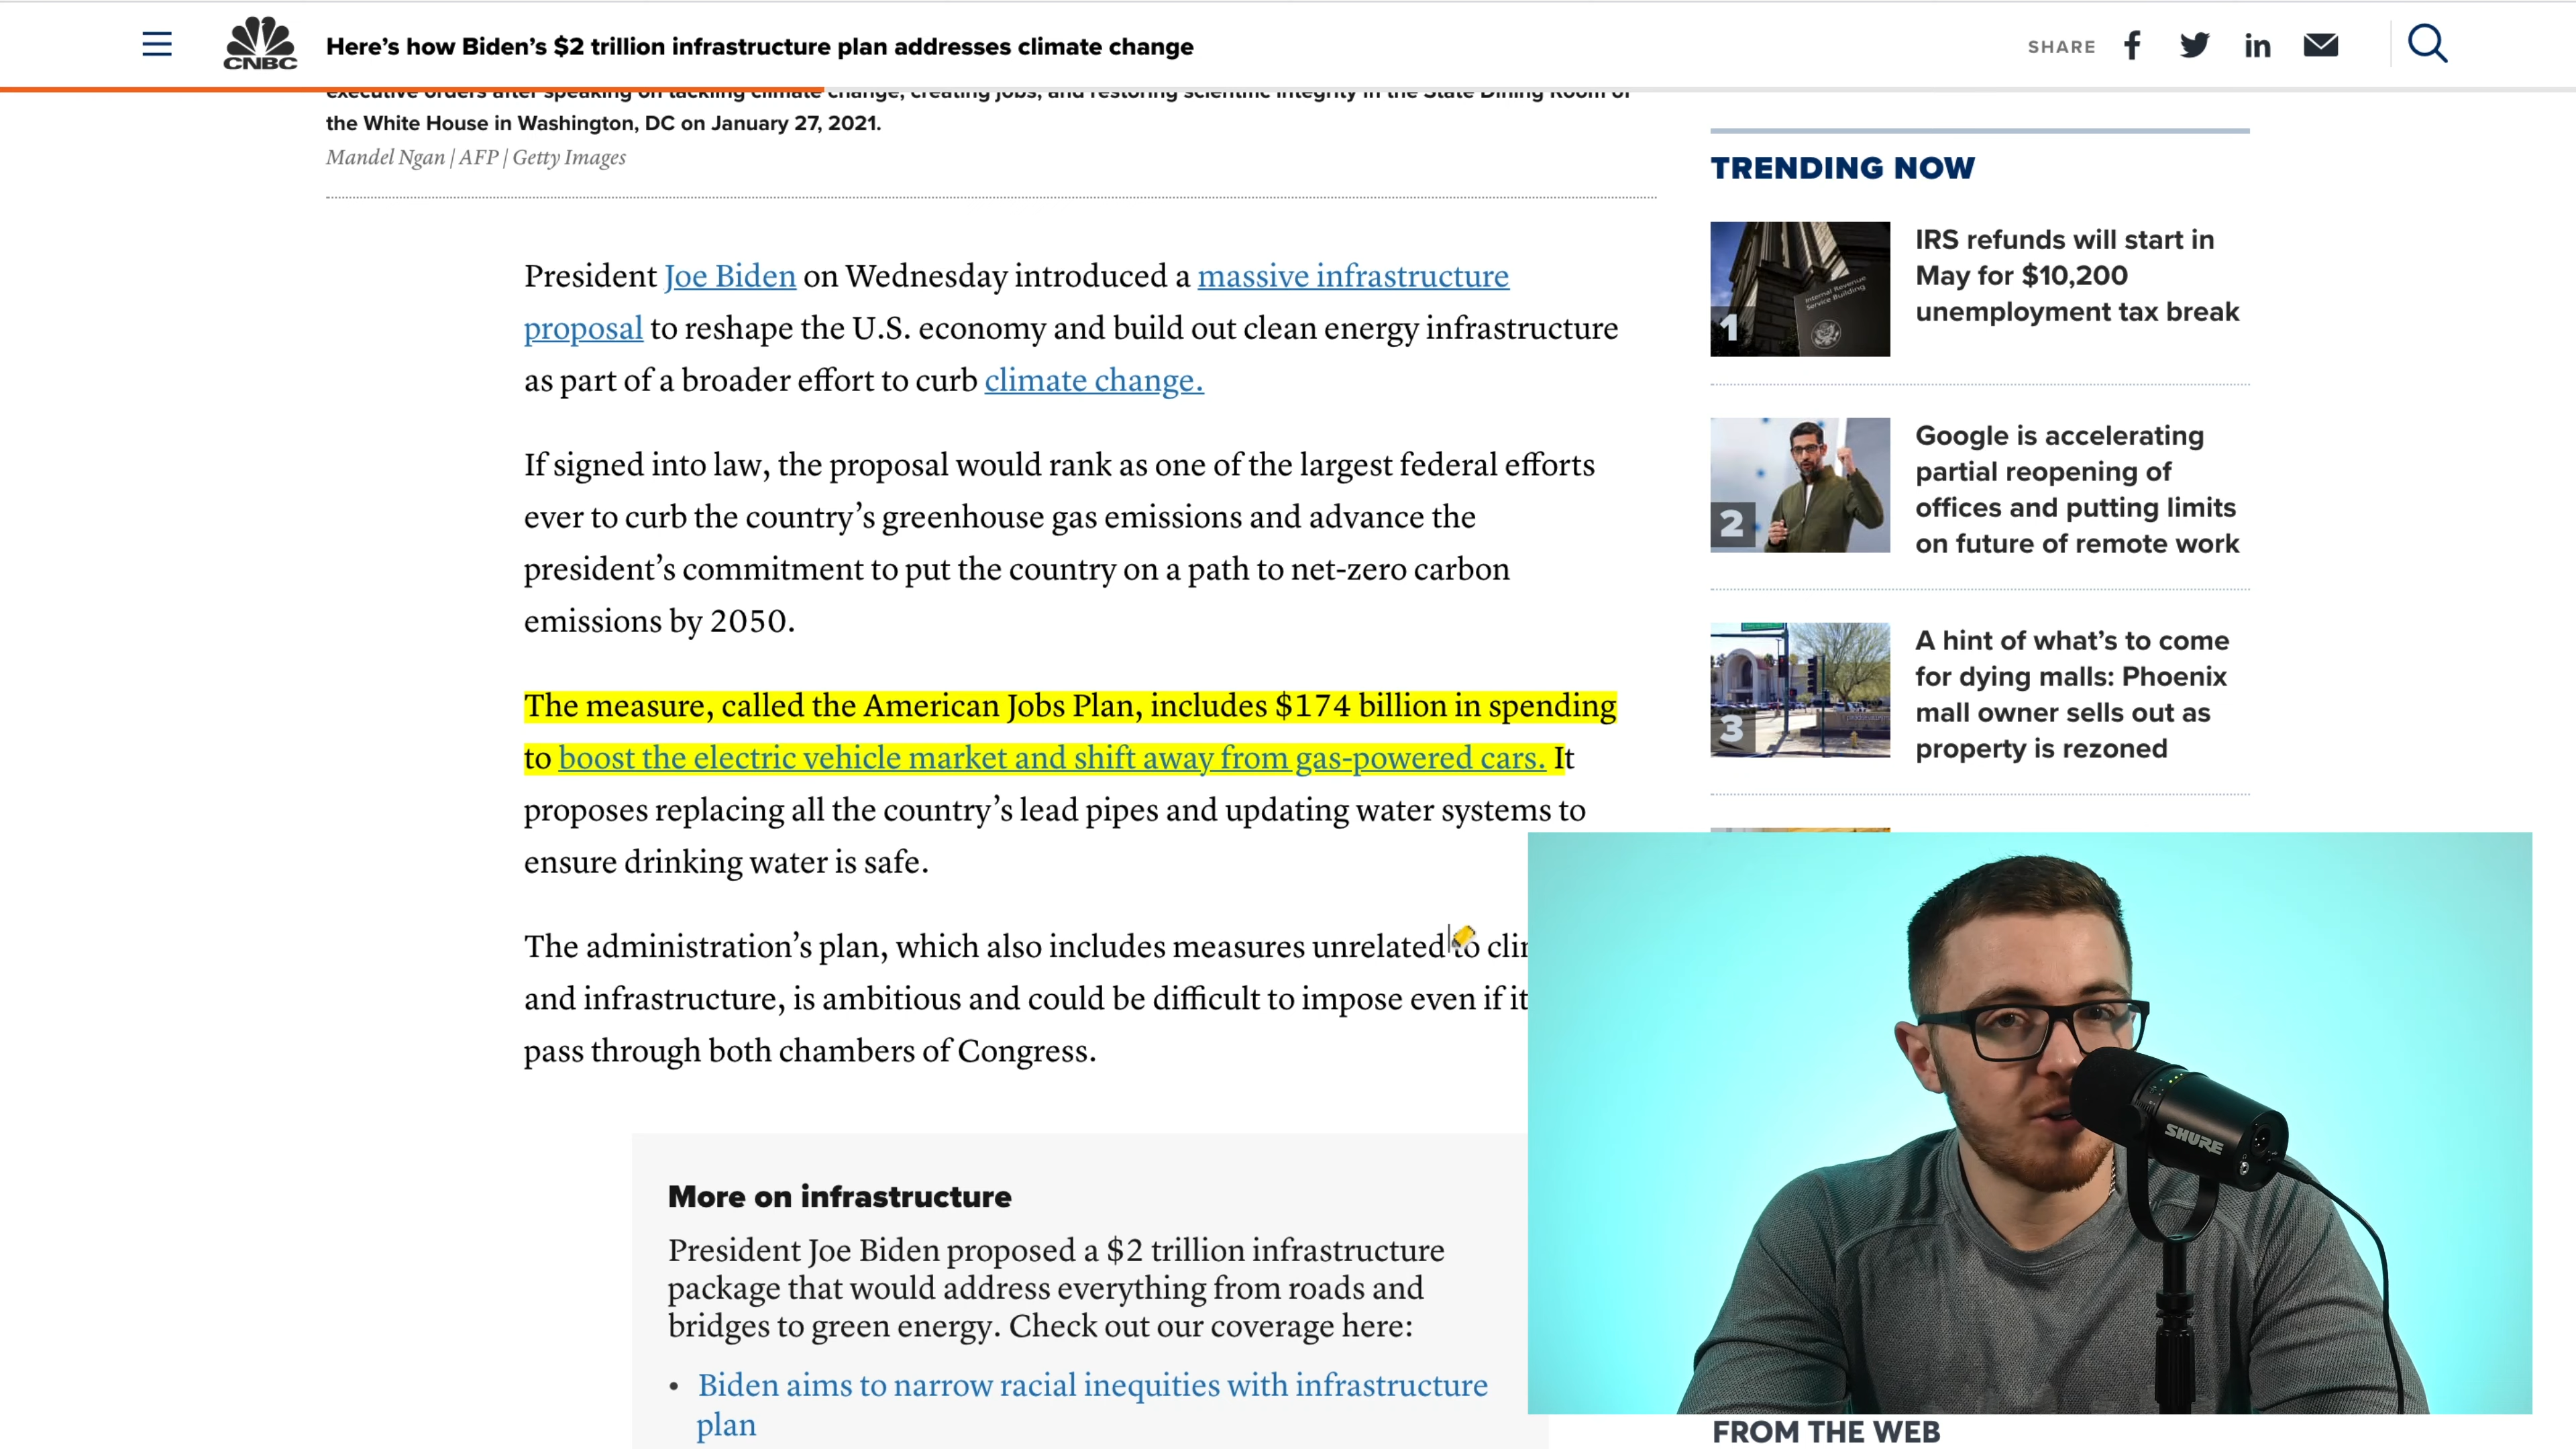 Here’s how Biden’s $2 trillion infrastructure plan addresses climate change
CNBC
SHARE
executive orders after speaking on tackling climate change, creating jobs, and restoring scientific integrity in the State Dining Room of
the White House in Washington, DC on January 27, 2021.
Mandel Ngan | AFP | Getty Images
President Joe Biden on Wednesday introduced a massive infrastructure
proposal to reshape the U.S. economy and build out clean energy infrastructure
as part of a broader effort to curb climate change.
If signed into law, the proposal would rank as one of the largest federal efforts
ever to curb the country’s greenhouse gas emissions and advance the
president’s commitment to put the country on a path to net-zero carbon
emissions by 2050.
The measure, called the American Jobs Plan, includes $174 billion in spending
to boost the electric vehicle market and shift away from gas-powered cars. It
proposes replacing all the country’s lead pipes and updating water systems to
ensure drinking water is safe.
The administration’s plan, which also includes measures unrelated to clim
and infrastructure, is ambitious and could be difficult to impose even if it
pass through both chambers of Congress.
More on infrastructure
President Joe Biden proposed a $2 trillion infrastructure
package that would address everything from roads and
bridges to green energy. Check out our coverage here:
• Biden aims to narrow racial inequities with infrastructure
plan
TRENDING NOW
Internal Revenue
Service Building
1
IRS refunds will start in
May for $10,200
unemployment tax break
2
Google is accelerating
partial reopening of
offices and putting limits
on future of remote work
3
A hint of what’s to come
for dying malls: Phoenix
mall owner sells out as
property is rezoned
SHURE
FROM THE WEB